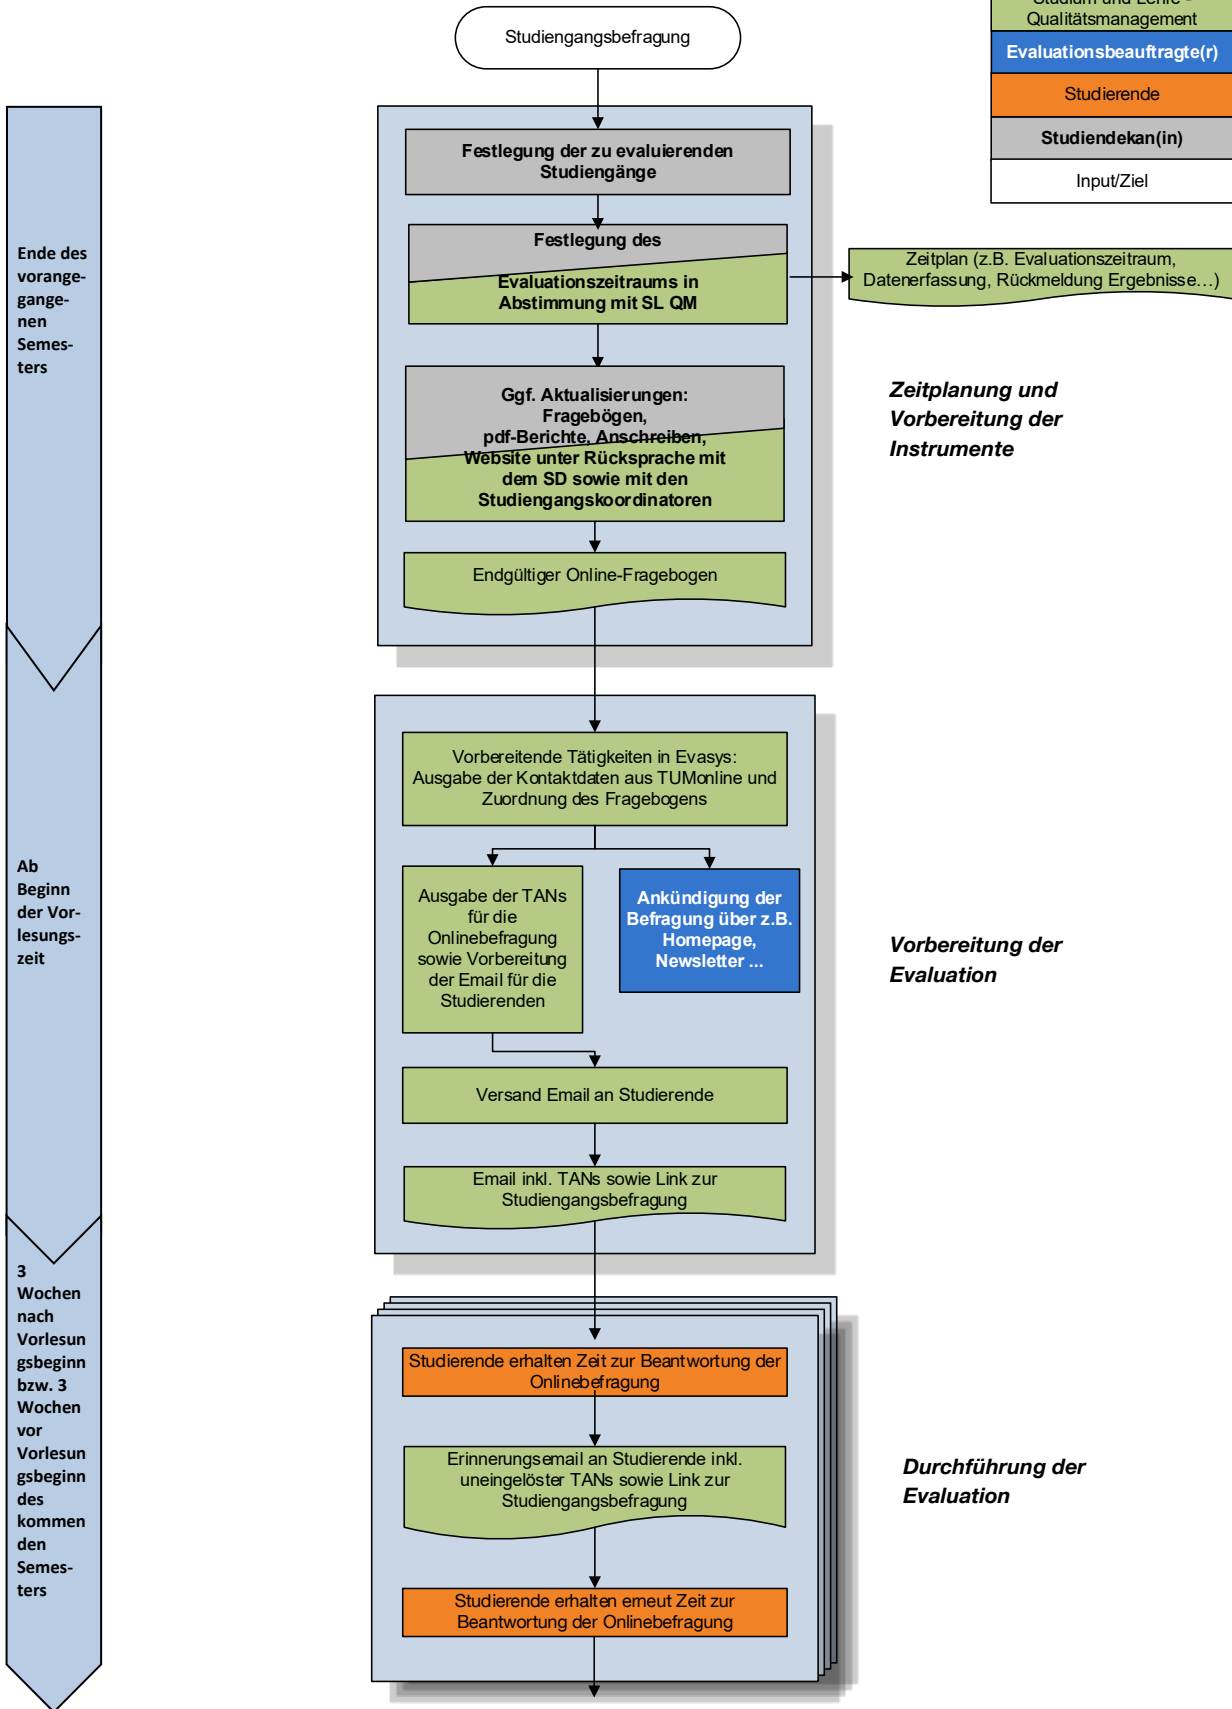 Studium und Lehre -
Qualitätsmanagement
Evaluationsbeauftragte(r)
Studierende
Studiendekan(in)
Input/Ziel
Studiengangsbefragung
Ende des
vorange-
gange-
nen
Semes-
ters
Festlegung der zu evaluierenden
Studiengänge
Festlegung des
Evaluationszeitraums in
Abstimmung mit SL QM
Zeitplan (z.B. Evaluationszeitraum,
Datenerfassung, Rückmeldung Ergebnisse…)
Ggf. Aktualisierungen:
Fragebögen,
pdf-Berichte, Anschreiben,
Website unter Rücksprache mit
dem SD sowie mit den
Studiengangskoordinatoren
Endgültiger Online-Fragebogen
Zeitplanung und
Vorbereitung der
Instrumente
Ab
Beginn
der Vor-
lesungs-
zeit
Vorbereitende Tätigkeiten in Evasys:
Ausgabe der Kontaktdaten aus TUMonline und
Zuordnung des Fragebogens
Ausgabe der TANs
für die
Onlinebefragung
sowie Vorbereitung
der Email für die
Studierenden
Ankündigung der
Befragung über z.B.
Homepage,
Newsletter ...
Versand Email an Studierende
Email inkl. TANs sowie Link zur
Studiengangsbefragung
Vorbereitung der
Evaluation
3
Wochen
nach
Vorlesun
gsbeginn
bzw. 3
Wochen
vor
Vorlesun
gsbeginn
des
kommen
den
Semes-
ters
Studierende erhalten Zeit zur Beantwortung der
Onlinebefragung
Erinnerungsemail an Studierende inkl.
uneingelöster TANs sowie Link zur
Studiengangsbefragung
Studierende erhalten erneut Zeit zur
Beantwortung der Onlinebefragung
Durchführung der
Evaluation